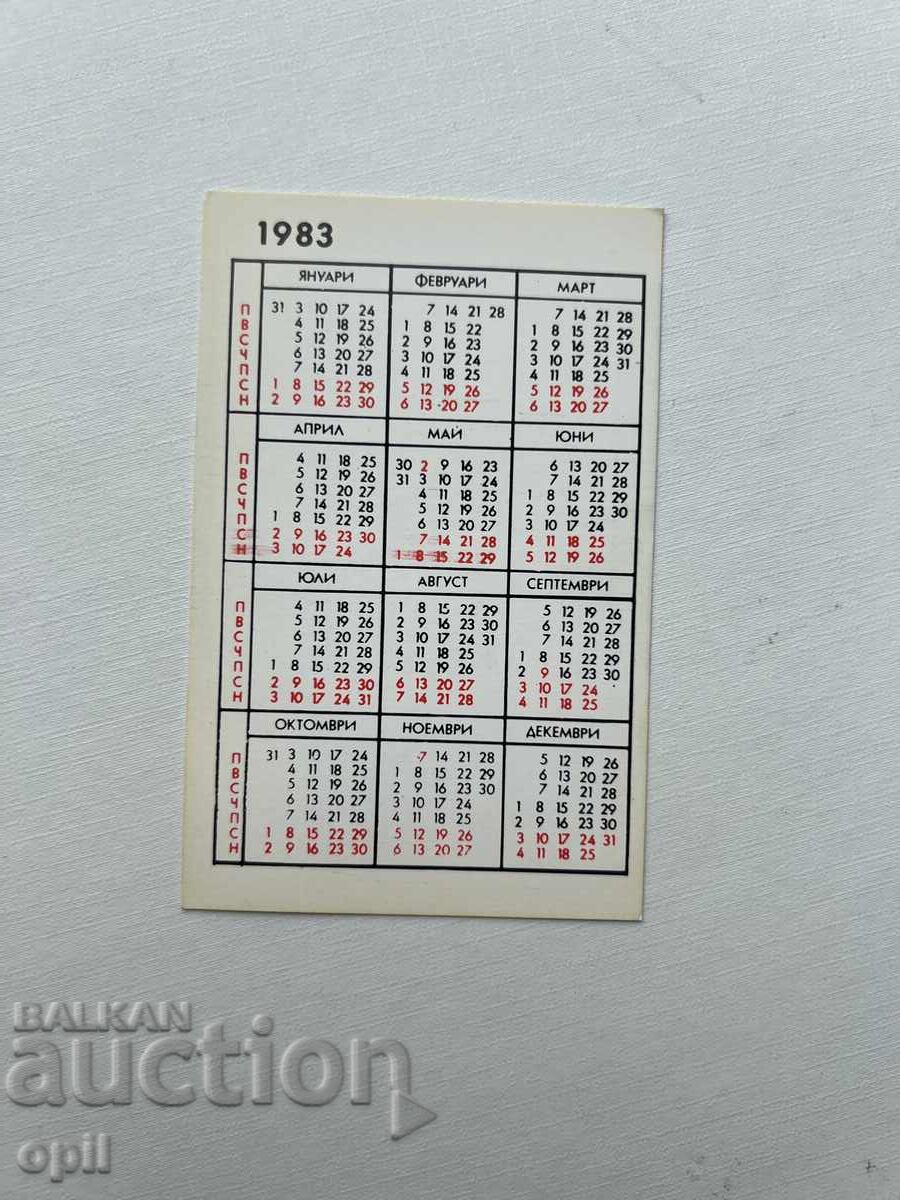 1983
ЯНУАРИ ФЕВРУАРИ МАРТ
П 31 3 10 17 24 7 14 21 28 7 14 21 28
В 4 11 18 25 1 8 15 22 1 8 15 22 29
С 5 12 19 26 2 9 16 23 2 9 16 23 30
Ч 6 13 20 27 3 10 17 24 3 10 17 24 31
П 7 14 21 28 4 11 18 25 4 11 18 25
С 1 8 15 22 29 5 12 19 26 5 12 19 26
Н 2 9 16 23 30 6 13 20 27 6 13 20 27
АПРИЛ МАЙ ЮНИ
П 4 11 18 25 30 2 9 16 23 6 13 20 27
В 5 12 19 26 31 3 10 17 24 7 14 21 28
С 6 13 20 27 4 11 18 25 1 8 15 22 29
Ч 7 14 21 28 5 12 19 26 2 9 16 23 30
П 1 8 15 22 29 6 13 20 27 3 10 17 24
С 2 9 16 23 30 7 14 21 28 4 11 18 25
Н 3 10 17 24 1 8 15 22 29 5 12 19 26
ЮЛИ АВГУСТ СЕПТЕМВРИ
П 4 11 18 25 1 8 15 22 29 5 12 19 26
В 5 12 19 26 2 9 16 23 30 6 13 20 27
С 6 13 20 27 3 10 17 24 31 7 14 21 28
Ч 7 14 21 28 4 11 18 25 1 8 15 22 29
П 1 8 15 22 29 5 12 19 26 2 9 16 23 30
С 2 9 16 23 30 6 13 20 27 3 10 17 24
Н 3 10 17 24 31 7 14 21 28 4 11 18 25
ОКТОМВРИ НОЕМВРИ ДЕКЕМВРИ
П 31 3 10 17 24 7 14 21 28 5 12 19 26
В 4 11 18 25 1 8 15 22 29 6 13 20 27
С 5 12 19 26 2 9 16 23 30 7 14 21 28
Ч 6 13 20 27 3 10 17 24 1 8 15 22 29
П 7 14 21 28 4 11 18 25 2 9 16 23 30
С 1 8 15 22 29 5 12 19 26 3 10 17 24 31
Н 2 9 16 23 30 6 13 20 27 4 11 18 25
BALKAN
auction
opil